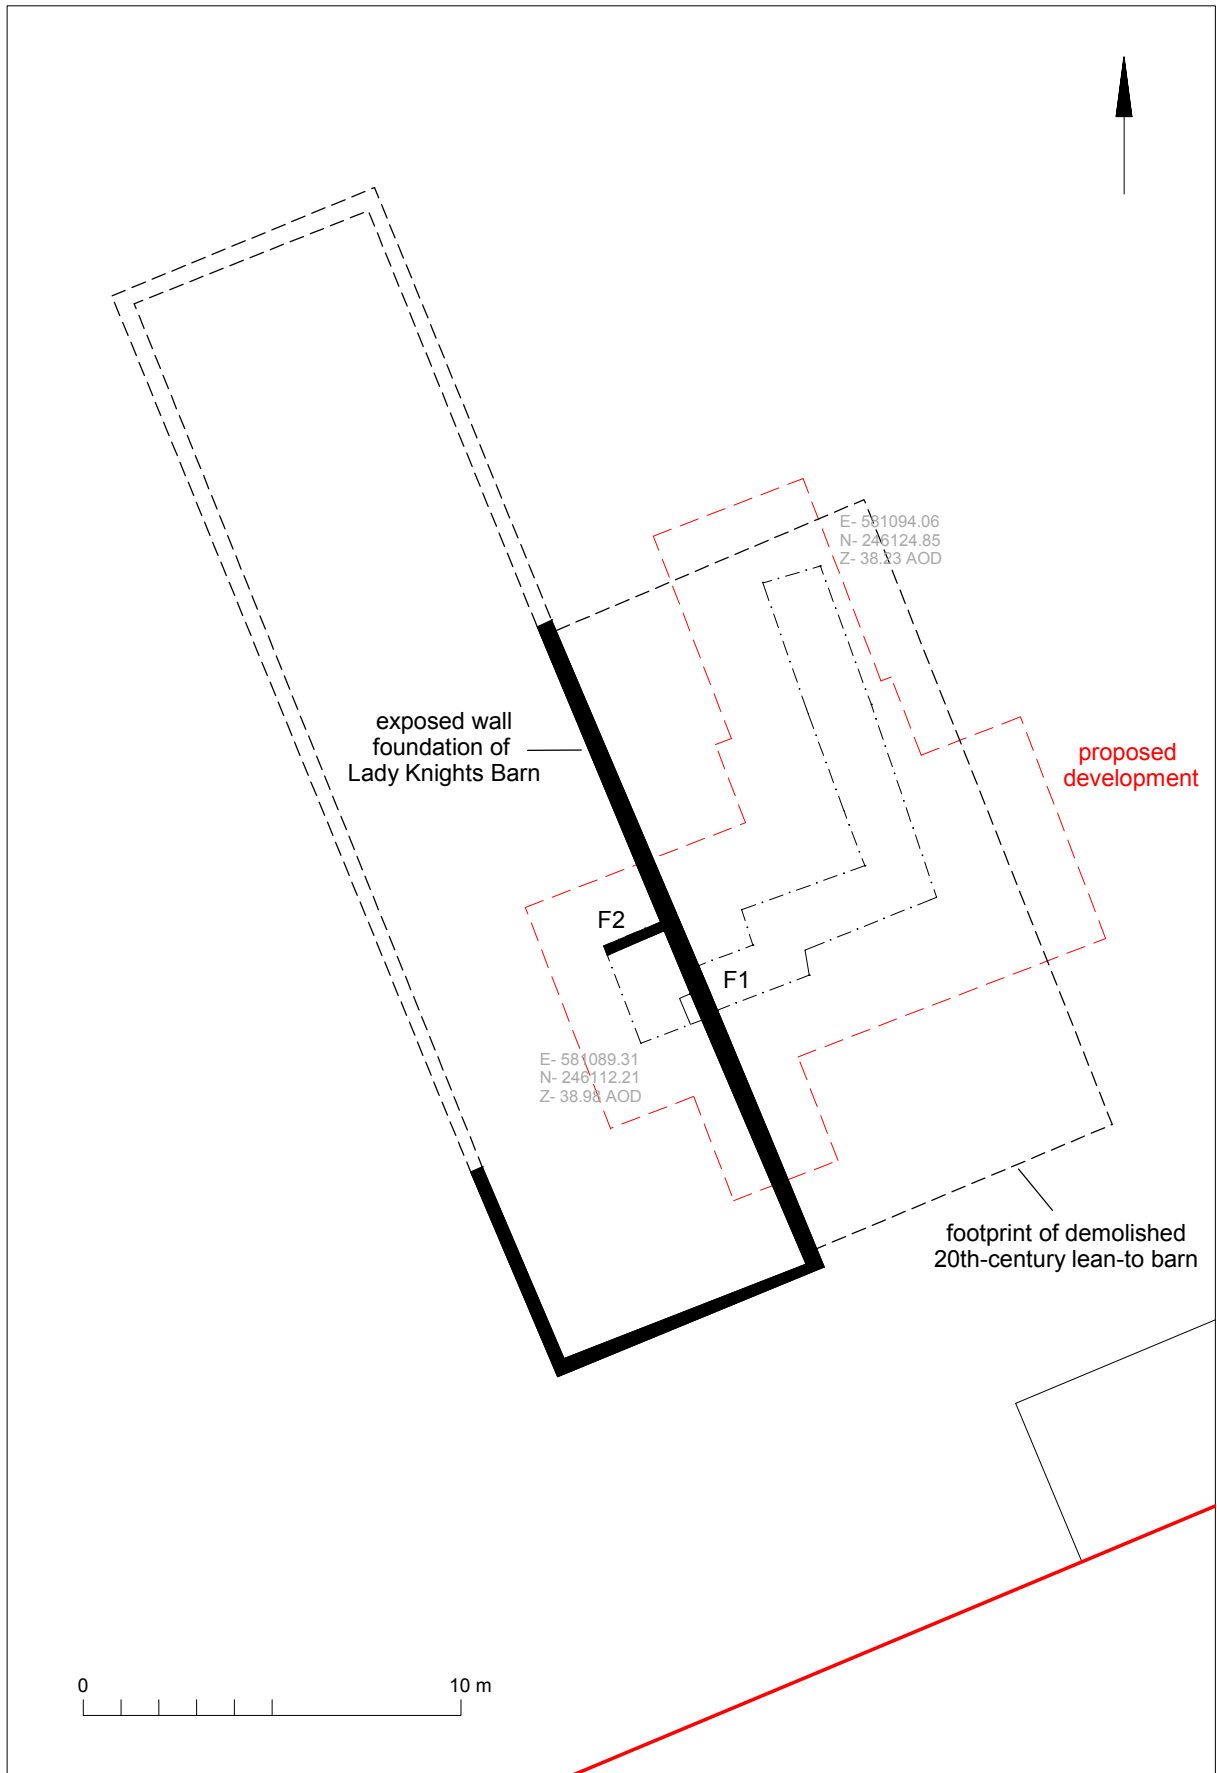 E- 581094.06
N- 246124.85
Z- 38.23 AOD
exposed wall
foundation of
Lady Knights Barn
proposed
development
F2
F1
E- 581089.31
N- 246112.21
Z- 38.98 AOD
footprint of demolished
20th-century lean-to barn
0 10 m